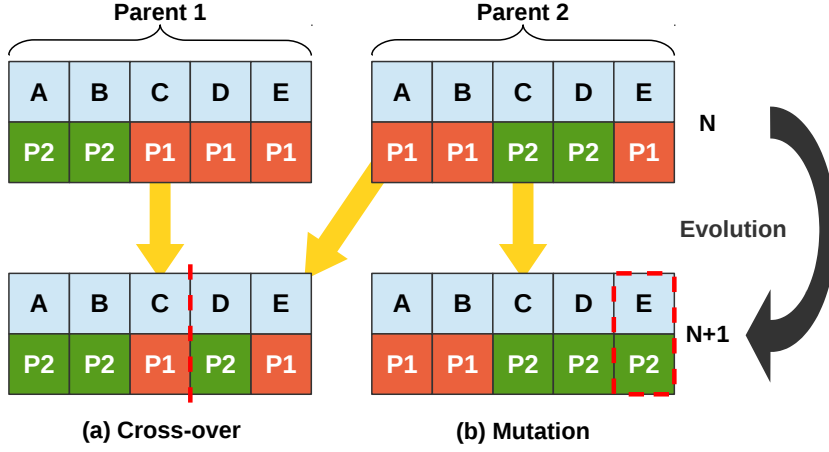 Parent 1 Parent 2
A B C D E A B C D E
N
P2 P2 P1 P1 P1 P1 P1 P2 P2 P1
Evolution
A B C D E A B C D E
N+1
P2 P2 P1 P2 P1 P1 P1 P2 P2 P2
(a) Cross-over (b) Mutation